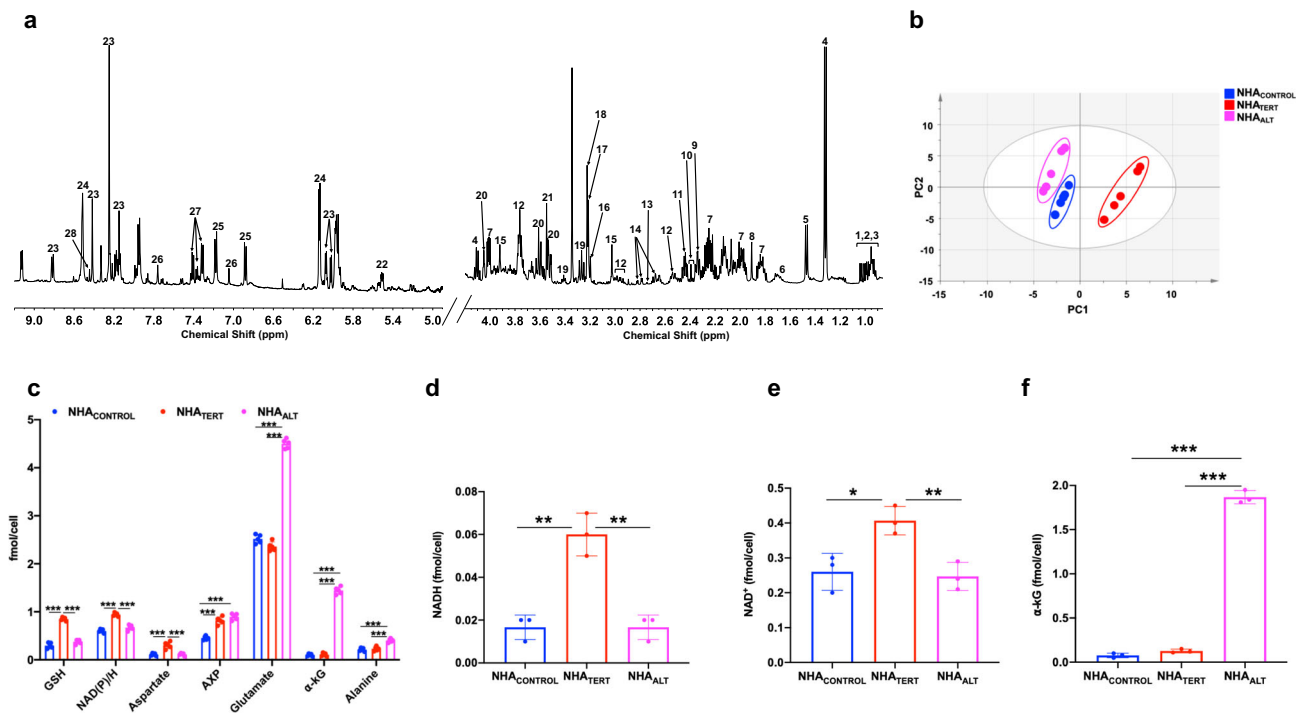 a
23
24
23
28
23
23
27
26
25
26
25
24
23
22
9.0 8.6 8.2 7.8 7.4 7.0 6.6 6.2 5.8 5.4 5.0
Chemical Shift (ppm)
4
20
7
4
15
12
20
21
20
19
19
18
17
16
15
12
14
13
12
11
10
9
7
7
8
7
6
5
4
1,2,3
4.0 3.8 3.6 3.4 3.2 3.0 2.8 2.6 2.4 2.2 2.0 1.8 1.6 1.4 1.2 1.0
Chemical Shift (ppm)
b
NHACONTROL
NHATERT
NHAALT
PC2
10
5
0
-5
-10
-15
-15 -10 -5 0 5 10
PC1
c
NHACONTROL NHATERT NHAALT
fmol/cell
5
4
3
2
1
0
*** *** *** *** *** *** *** *** *** *** *** *** *** *** 
GSH NAD(P)/H Aspartate AXP Glutamate α-kG Alanine
d
NADH (fmol/cell)
0.08
0.06
0.04
0.02
0.00
** **
NHACONTROL NHATERT NHAALT
e
NAD+ (fmol/cell)
0.5
0.4
0.3
0.2
0.1
0.0
* **
NHACONTROL NHATERT NHAALT
f
α-kG (fmol/cell)
2.0
1.5
1.0
0.5
0.0
***
***
NHACONTROL NHATERT NHAALT